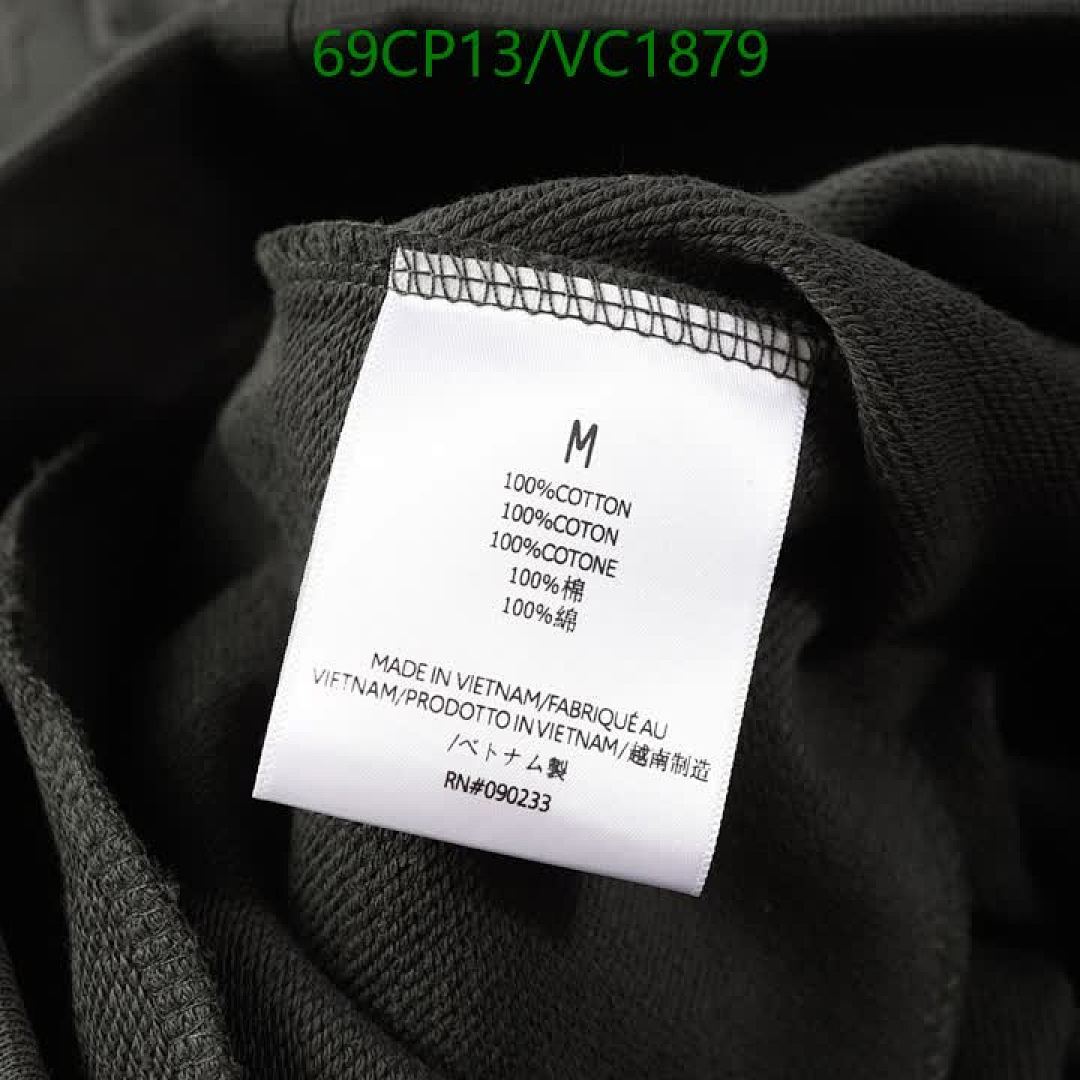 69CP13/VC1879
M
100%COTTON
100%COTON
100%COTONE
100%棉
100%綿
MADE IN VIETNAM/FABRIQUÉ AU
VIETNAM/PRODOTTO IN VIETNAM/越南制造
/ベトナム製
RN#090233